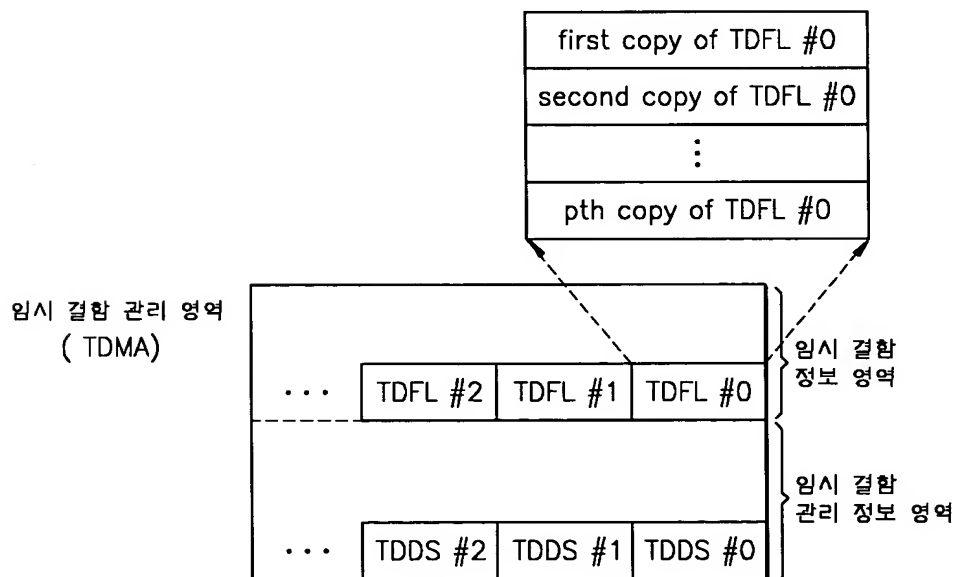 first copy of TDFL #0
second copy of TDFL #0
⋮
pth copy of TDFL #0
임시 결함 관리 영역
( TDMA)
임시 결함
정보 영역
··· TDFL #2 TDFL #1 TDFL #0
임시 결함
관리 정보 영역
··· TDDS #2 TDDS #1 TDDS #0